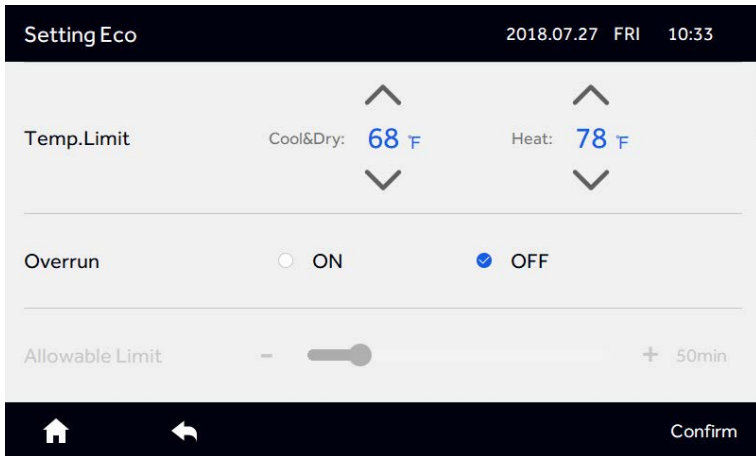 Setting Eco 2018.07.27 FRI 10:33
Temp.Limit Cool&Dry: 68 °F Heat: 78 °F
Overrun ON OFF
Allowable Limit - + 50min
Confirm